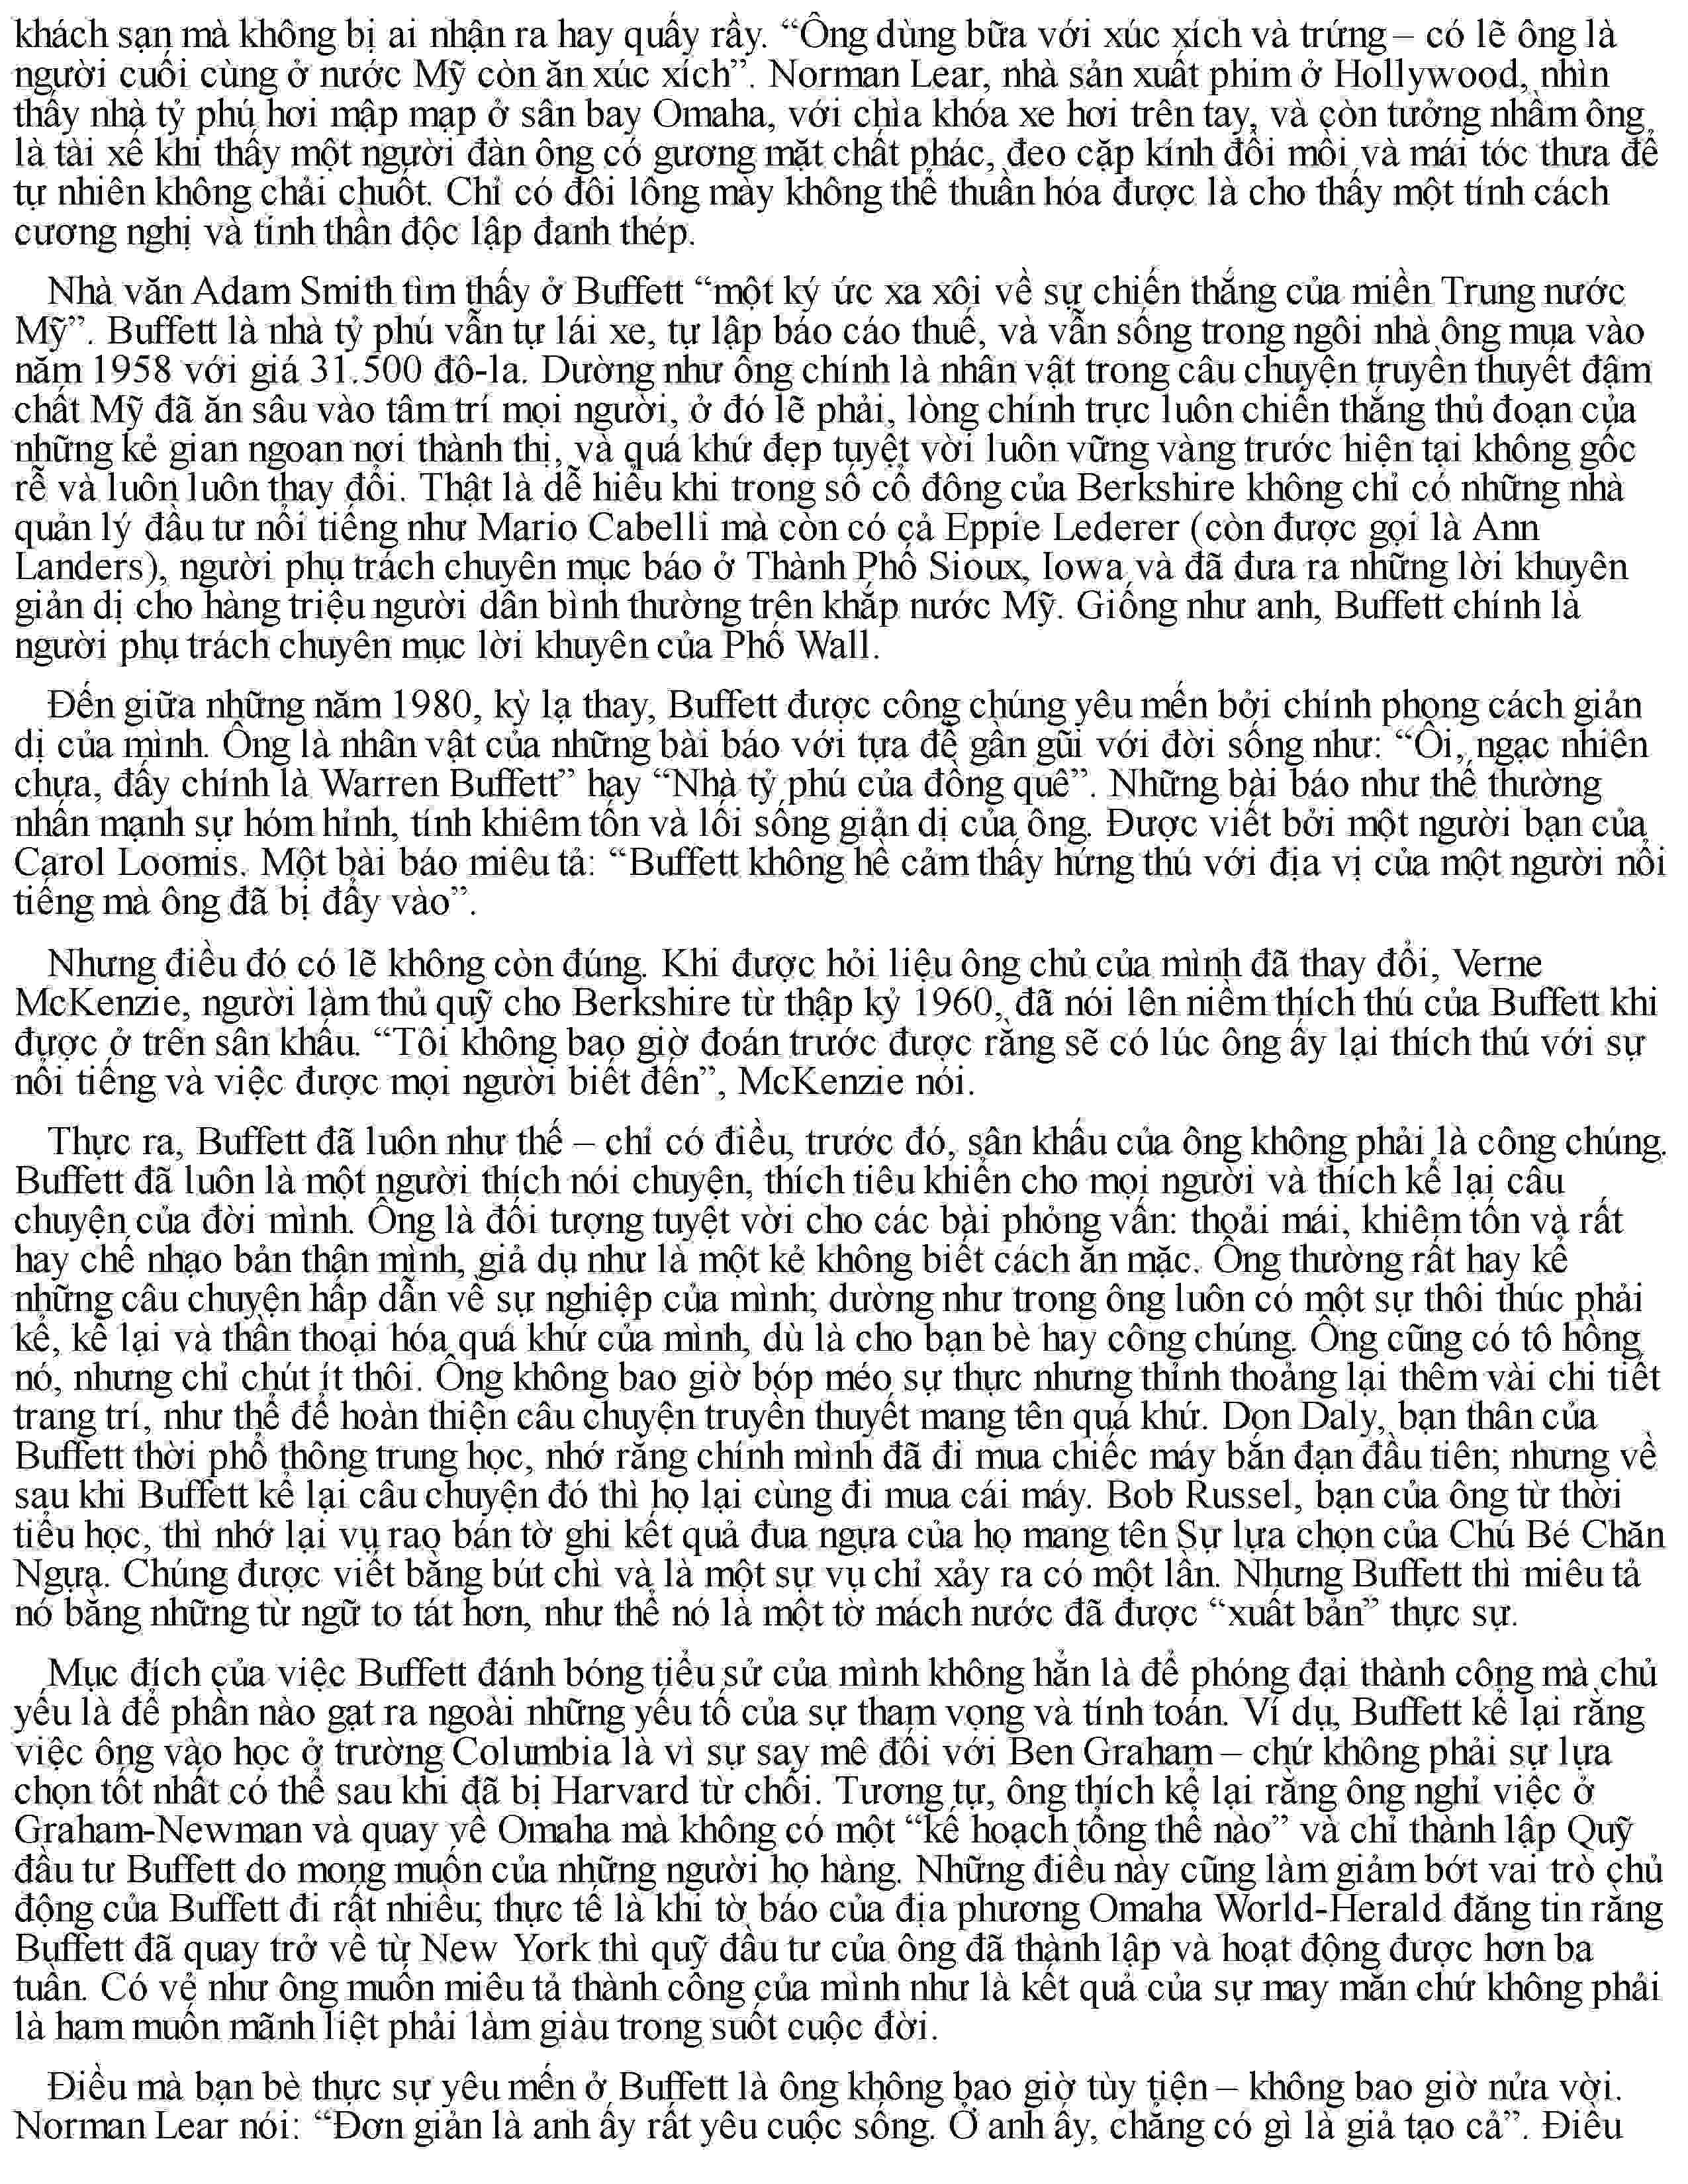 khách sạn mà không bị ai nhận ra hay quấy rầy. “Ông dùng bữa với xúc xích và trứng – có lẽ ông là
người cuối cùng ở nước Mỹ còn ăn xúc xích”. Norman Lear, nhà sản xuất phim ở Hollywood, nhìn
thấy nhà tỷ phú hơi mập mạp ở sân bay Omaha, với chìa khóa xe hơi trên tay, và còn tưởng nhầm ông
là tài xế khi thấy một người đàn ông có gương mặt chất phác, đeo cặp kính đồi mồi và mái tóc thưa để
tự nhiên không chải chuốt. Chỉ có đôi lông mày không thể thuần hóa được là cho thấy một tính cách
cương nghị và tinh thần độc lập đanh thép.
Nhà văn Adam Smith tìm thấy ở Buffett “một ký ức xa xôi về sự chiến thắng của miền Trung nước
Mỹ”. Buffett là nhà tỷ phú vẫn tự lái xe, tự lập báo cáo thuế, và vẫn sống trong ngôi nhà ông mua vào
năm 1958 với giá 31.500 đô-la. Dường như ông chính là nhân vật trong câu chuyện truyền thuyết đậm
chất Mỹ đã ăn sâu vào tâm trí mọi người, ở đó lẽ phải, lòng chính trực luôn chiến thắng thủ đoạn của
những kẻ gian ngoan nơi thành thị, và quá khứ đẹp tuyệt vời luôn vững vàng trước hiện tại không gốc
rễ và luôn luôn thay đổi. Thật là dễ hiểu khi trong số cổ đông của Berkshire không chỉ có những nhà
quản lý đầu tư nổi tiếng như Mario Cabelli mà còn có cả Eppie Lederer (còn được gọi là Ann
Landers), người phụ trách chuyên mục báo ở Thành Phố Sioux, Iowa và đã đưa ra những lời khuyên
giản dị cho hàng triệu người dân bình thường trên khắp nước Mỹ. Giống như anh, Buffett chính là
người phụ trách chuyên mục lời khuyên của Phố Wall.
Đến giữa những năm 1980, kỳ lạ thay, Buffett được công chúng yêu mến bởi chính phong cách giản
dị của mình. Ông là nhân vật của những bài báo với tựa đề gần gũi với đời sống như: “Ôi, ngạc nhiên
chưa, đấy chính là Warren Buffett” hay “Nhà tỷ phú của đồng quê”. Những bài báo như thế thường
nhấn mạnh sự hóm hỉnh, tính khiêm tốn và lối sống giản dị của ông. Được viết bởi một người bạn của
Carol Loomis. Một bài báo miêu tả: “Buffett không hề cảm thấy hứng thú với địa vị của một người nổi
tiếng mà ông đã bị đẩy vào”.
Nhưng điều đó có lẽ không còn đúng. Khi được hỏi liệu ông chủ của mình đã thay đổi, Verne
McKenzie, người làm thủ quỹ cho Berkshire từ thập kỷ 1960, đã nói lên niềm thích thú của Buffett khi
được ở trên sân khấu. “Tôi không bao giờ đoán trước được rằng sẽ có lúc ông ấy lại thích thú với sự
nổi tiếng và việc được mọi người biết đến”, McKenzie nói.
Thực ra, Buffett đã luôn như thế – chỉ có điều, trước đó, sân khấu của ông không phải là công chúng.
Buffett đã luôn là một người thích nói chuyện, thích tiêu khiển cho mọi người và thích kể lại câu
chuyện của đời mình. Ông là đối tượng tuyệt vời cho các bài phỏng vấn: thoải mái, khiêm tốn và rất
hay chế nhạo bản thân mình, giả dụ như là một kẻ không biết cách ăn mặc. Ông thường rất hay kể
những câu chuyện hấp dẫn về sự nghiệp của mình; dường như trong ông luôn có một sự thôi thúc phải
kể, kể lại và thần thoại hóa quá khứ của mình, dù là cho bạn bè hay công chúng. Ông cũng có tô hồng
nó, nhưng chỉ chút ít thôi. Ông không bao giờ bóp méo sự thực nhưng thỉnh thoảng lại thêm vài chi tiết
trang trí, như thể để hoàn thiện câu chuyện truyền thuyết mang tên quá khứ. Don Daly, bạn thân của
Buffett thời phổ thông trung học, nhớ rằng chính mình đã đi mua chiếc máy bắn đạn đầu tiên; nhưng về
sau khi Buffett kể lại câu chuyện đó thì họ lại cùng đi mua cái máy. Bob Russel, bạn của ông từ thời
tiểu học, thì nhớ lại vụ rao bán tờ ghi kết quả đua ngựa của họ mang tên Sự lựa chọn của Chú Bé Chăn
Ngựa. Chúng được viết bằng bút chì và là một sự vụ chỉ xảy ra có một lần. Nhưng Buffett thì miêu tả
nó bằng những từ ngữ to tát hơn, như thể nó là một tờ mách nước đã được “xuất bản” thực sự.
Mục đích của việc Buffett đánh bóng tiểu sử của mình không hẳn là để phóng đại thành công mà chủ
yếu là để phần nào gạt ra ngoài những yếu tố của sự tham vọng và tính toán. Ví dụ, Buffett kể lại rằng
việc ông vào học ở trường Columbia là vì sự say mê đối với Ben Graham – chứ không phải sự lựa
chọn tốt nhất có thể sau khi đã bị Harvard từ chối. Tương tự, ông thích kể lại rằng ông nghỉ việc ở
Graham-Newman và quay về Omaha mà không có một “kế hoạch tổng thể nào” và chỉ thành lập Quỹ
đầu tư Buffett do mong muốn của những người họ hàng. Những điều này cũng làm giảm bớt vai trò chủ
động của Buffett đi rất nhiều; thực tế là khi tờ báo của địa phương Omaha World-Herald đăng tin rằng
Buffett đã quay trở về từ New York thì quỹ đầu tư của ông đã thành lập và hoạt động được hơn ba
tuần. Có vẻ như ông muốn miêu tả thành công của mình như là kết quả của sự may mắn chứ không phải
là ham muốn mãnh liệt phải làm giàu trong suốt cuộc đời.
Điều mà bạn bè thực sự yêu mến ở Buffett là ông không bao giờ tùy tiện – không bao giờ nửa vời.
Norman Lear nói: “Đơn giản là anh ấy rất yêu cuộc sống. Ở anh ấy, chẳng có gì là giả tạo cả”. Điều